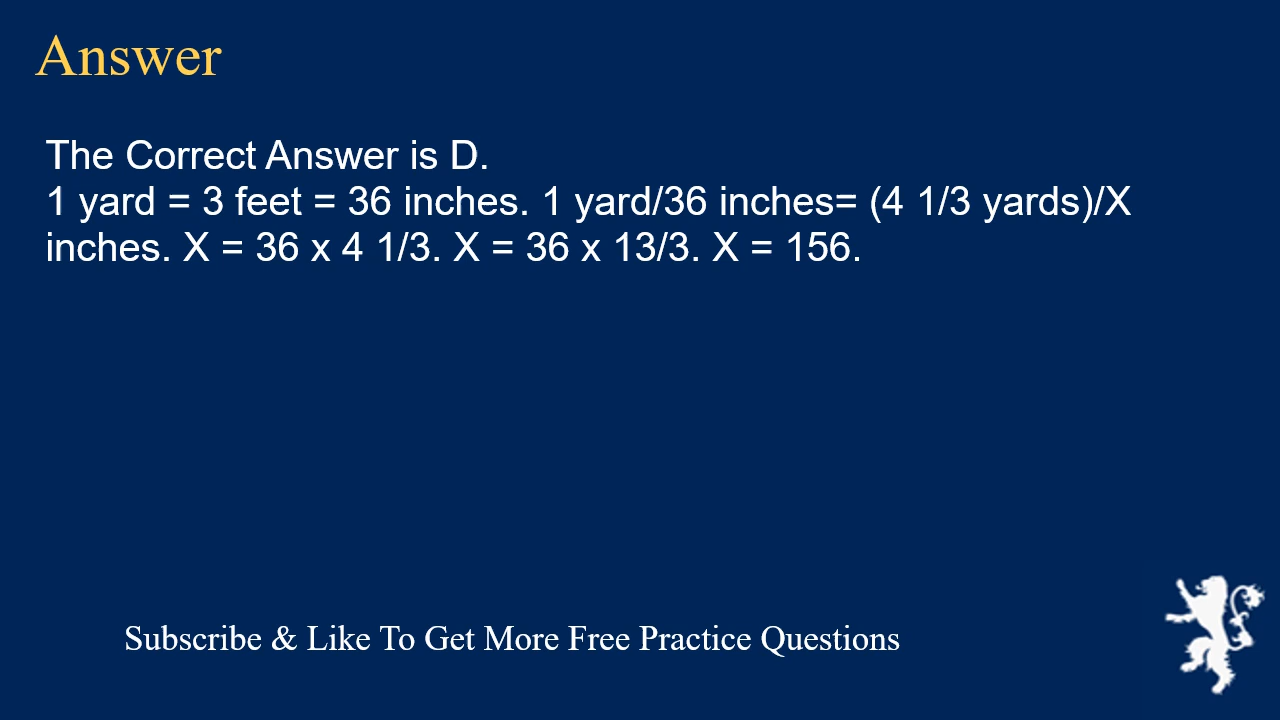 Answer
The Correct Answer is D.
1 yard = 3 feet = 36 inches. 1 yard/36 inches= (4 1/3 yards)/X
inches. X = 36 x 4 1/3. X = 36 x 13/3. X = 156.
Subscribe & Like To Get More Free Practice Questions